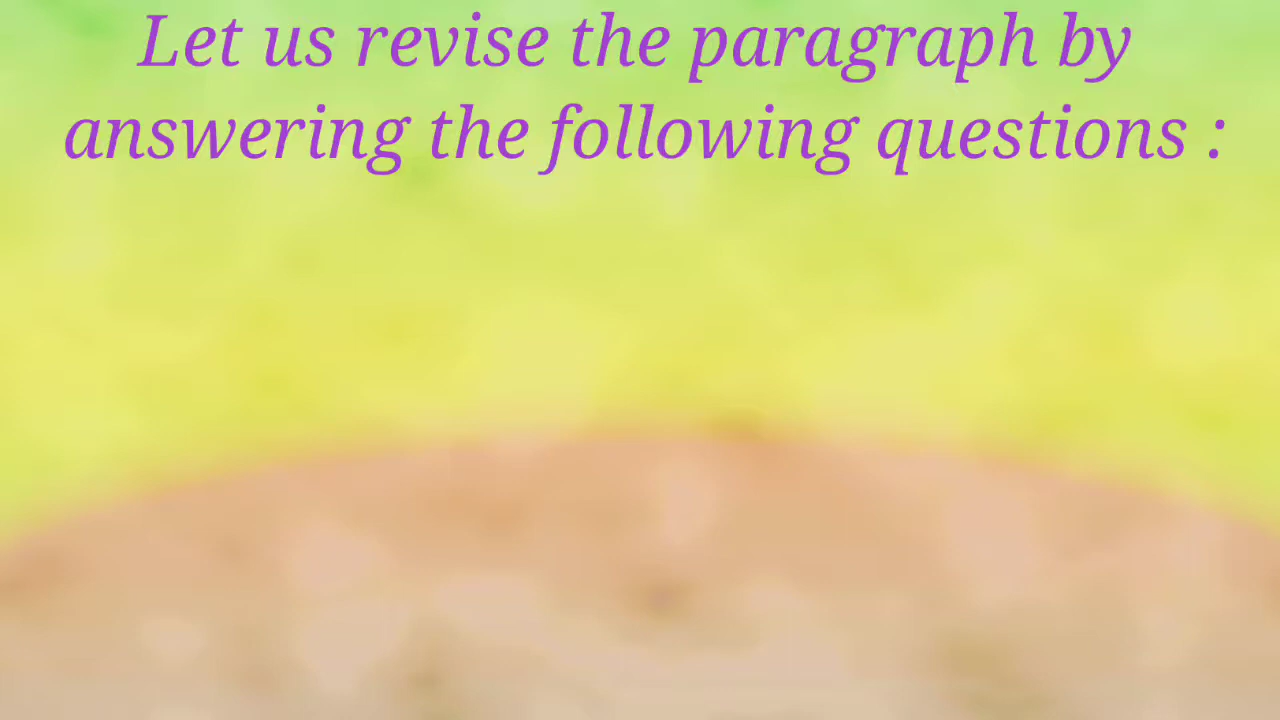 Let us revise the paragraph by
answering the following questions :